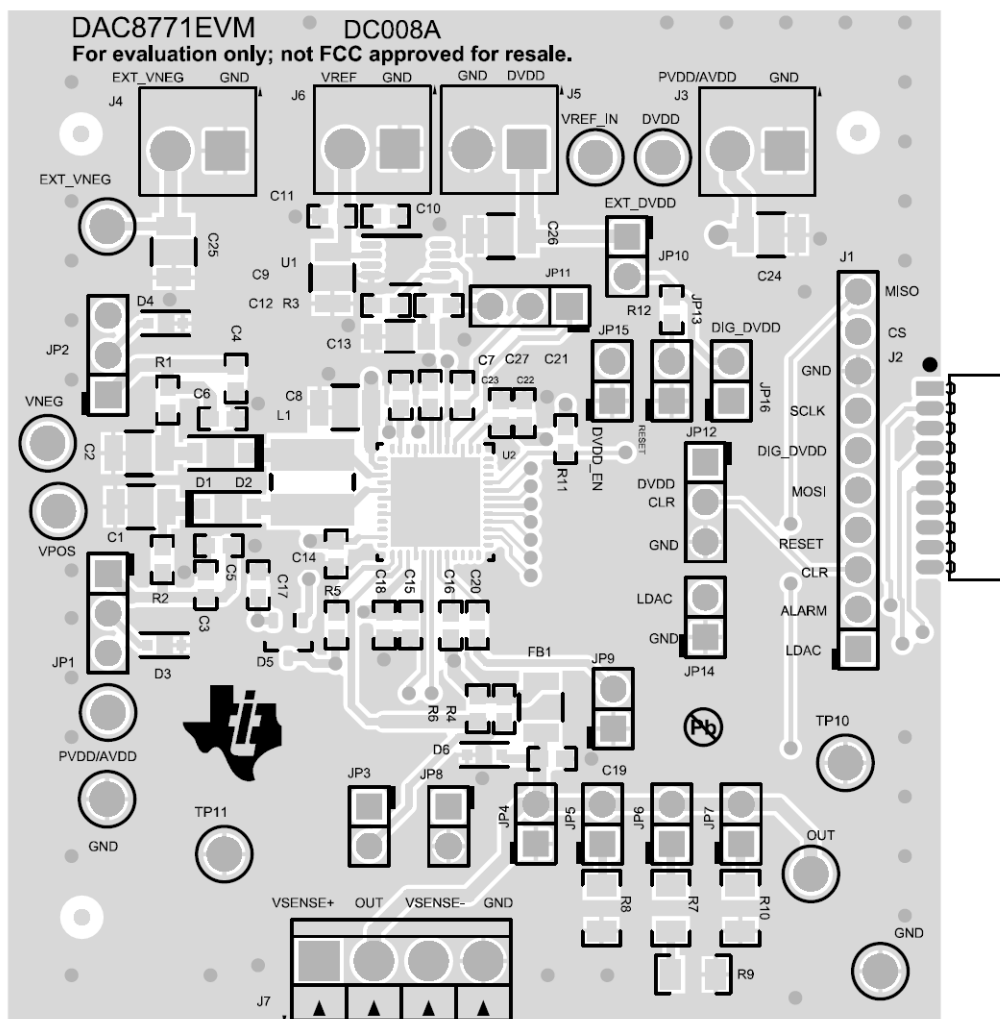 DAC8771EVM DC008A
For evaluation only; not FCC approved for resale.
EXT_VNEG GND VREF GND GND DVDD PVDD/AVDD GND
J4 J6 J5 J3
VREF_IN DVDD
EXT_VNEG
C11 C10 EXT_DVDD
C25 C26 C24
U1 JP10 J1
C9 JP11 MISO
D4 C12 R3 R12 JP13
C13 JP15 DIG_DVDD CS
C4 J2
JP2 R1 C7 C27 C21 GND
C8 C23 C22 JP16
VNEG C6 L1 SCLK
C2 U2 RESET JP12
DVDD_EN DIG_DVDD
R11 DVDD
D1 D2 CLR MOSI
C1
VPOS C14 GND RESET
C5 C17 R5 C18 C15 C16 C20 CLR
R2 LDAC
C3 ALARM
D5 GND
JP1 D3 FB1 JP9 JP14 LDAC
R6 R4 Pb TP10
PVDD/AVDD D6
JP3 JP8 C19
TP11 JP4 JP5 JP6 JP7 OUT
GND
VSENSE+ OUT VSENSE- GND R8 R7 R10
GND
J7 R9